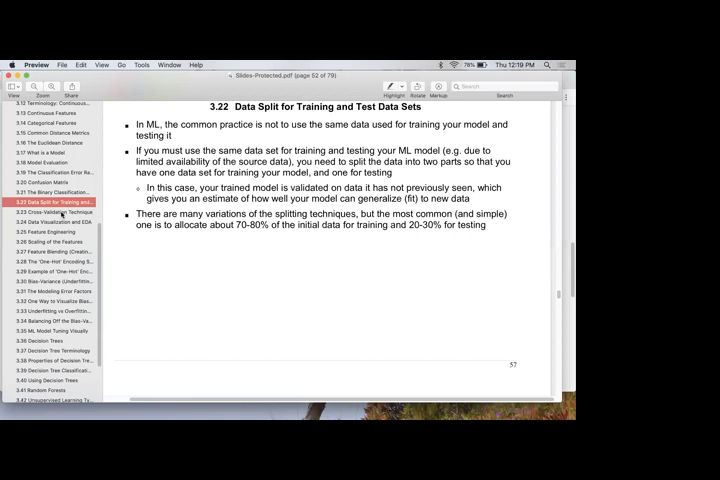 Preview File Edit View Go Tools Window Help
78% Thu 12:19 PM
Slides-Protected.pdf (page 52 of 79)
Search
View Zoom Share Highlight Rotate Markup Search
3.12 Terminology: Continuous...
3.13 Continuous Features
3.14 Categorical Features
3.15 Common Distance Metrics
3.16 The Euclidean Distance
3.17 What is a Model
3.18 Model Evaluation
3.19 The Classification Error Ra...
3.20 Confusion Matrix
3.21 The Binary Classification...
3.22 Data Split for Training and...
3.23 Cross-Validation Technique
3.24 Data Visualization and EDA
3.25 Feature Engineering
3.26 Scaling of the Features
3.27 Feature Blending (Creatin...
3.28 The 'One-Hot' Encoding S...
3.29 Example of 'One-Hot' Enc...
3.30 Bias-Variance (Underfittin...
3.31 The Modeling Error Factors
3.32 One Way to Visualize Bias...
3.33 Underfitting vs Overfittin...
3.34 Balancing Off the Bias-Va...
3.35 ML Model Tuning Visually
3.36 Decision Trees
3.37 Decision Tree Terminology
3.38 Properties of Decision Tre...
3.39 Decision Tree Classificati...
3.40 Using Decision Trees
3.41 Random Forests
3.42 Unsupervised Learning Ty...
3.22 Data Split for Training and Test Data Sets
In ML, the common practice is not to use the same data used for training your model and
testing it
If you must use the same data set for training and testing your ML model (e.g. due to
limited availability of the source data), you need to split the data into two parts so that you
have one data set for training your model, and one for testing
In this case, your trained model is validated on data it has not previously seen, which
gives you an estimate of how well your model can generalize (fit) to new data
There are many variations of the splitting techniques, but the most common (and simple)
one is to allocate about 70-80% of the initial data for training and 20-30% for testing
57